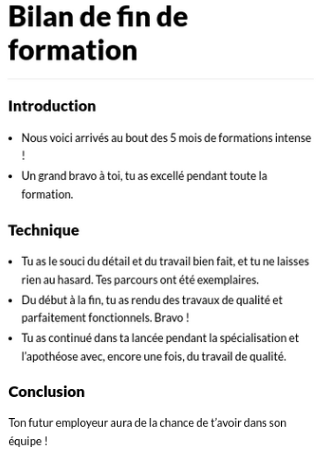 Bilan de fin de
formation
Introduction
• Nous voici arrivés au bout des 5 mois de formations intense
!
• Un grand bravo à toi, tu as excellé pendant toute la
formation.
Technique
• Tu as le souci du détail et du travail bien fait, et tu ne laisses
rien au hasard. Tes parcours ont été exemplaires.
• Du début à la fin, tu as rendu des travaux de qualité et
parfaitement fonctionnels. Bravo !
• Tu as continué dans ta lancée pendant la spécialisation et
l'apothéose avec, encore une fois, du travail de qualité.
Conclusion
Ton futur employeur aura de la chance de t'avoir dans son
équipe !